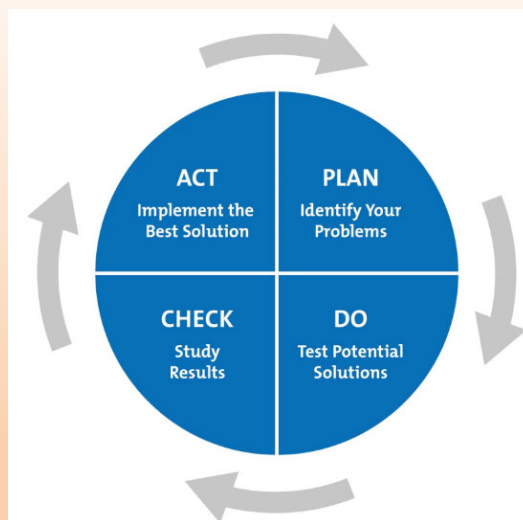 ACT
Implement the
Best Solution
PLAN
Identify Your
Problems
CHECK
Study
Results
DO
Test Potential
Solutions